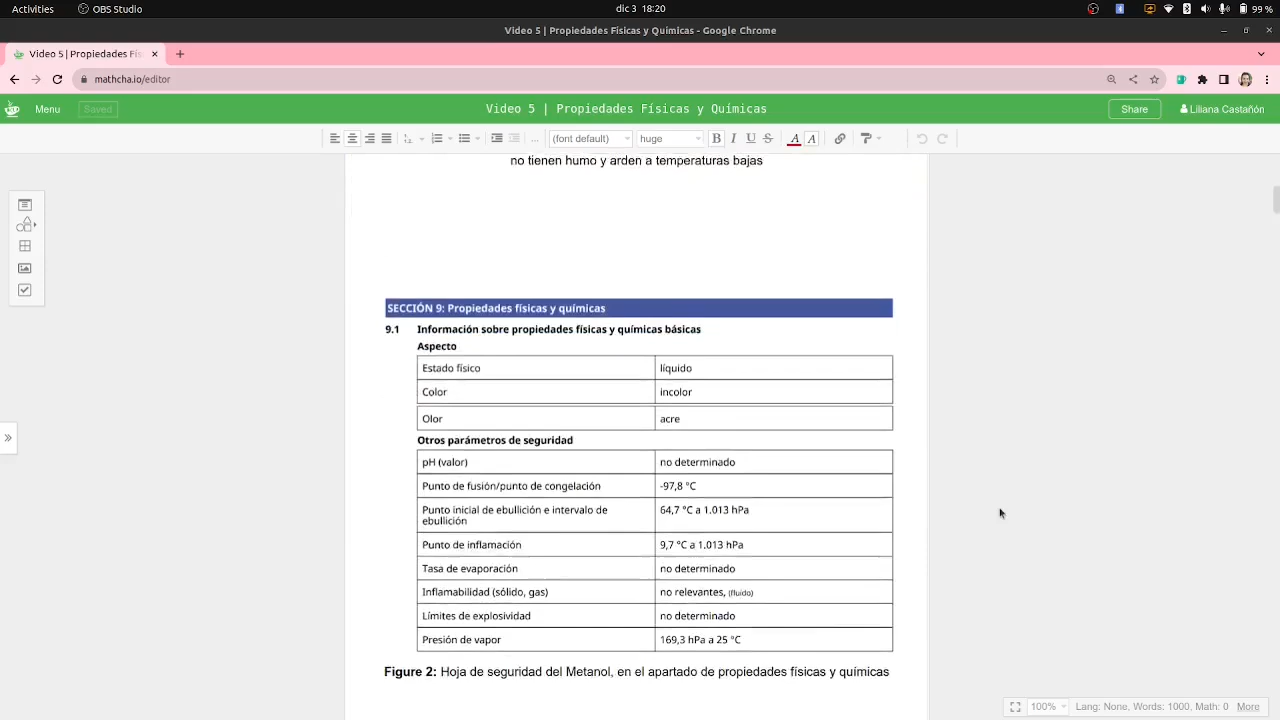 Activities
OBS Studio
dic 3 18:20
99 %
Video 5 | Propiedades Físicas y Químicas - Google Chrome
Video 5 | Propiedades Fís
mathcha.io/editor
Menu
Saved
Video 5 | Propiedades Físicas y Químicas
Share
Liliana Castañón
(font default)
huge
B I U S A A
no tienen humo y arden a temperaturas bajas
SECCIÓN 9: Propiedades físicas y químicas
9.1 Información sobre propiedades físicas y químicas básicas
Aspecto
Estado físico líquido
Color incoloro
Olor acre
Otros parámetros de seguridad
pH (valor) no determinado
Punto de fusión/punto de congelación -97,8 °C
Punto inicial de ebullición e intervalo de 64,7 °C a 1.013 hPa
ebullición
Punto de inflamación 9,7 °C a 1.013 hPa
Tasa de evaporación no determinado
Inflamabilidad (sólido, gas) no relevantes, (fluido)
Límites de explosividad no determinado
Presión de vapor 169,3 hPa a 25 °C
Figure 2: Hoja de seguridad del Metanol, en el apartado de propiedades físicas y químicas
100%
Lang: None, Words: 1000, Math: 0 More